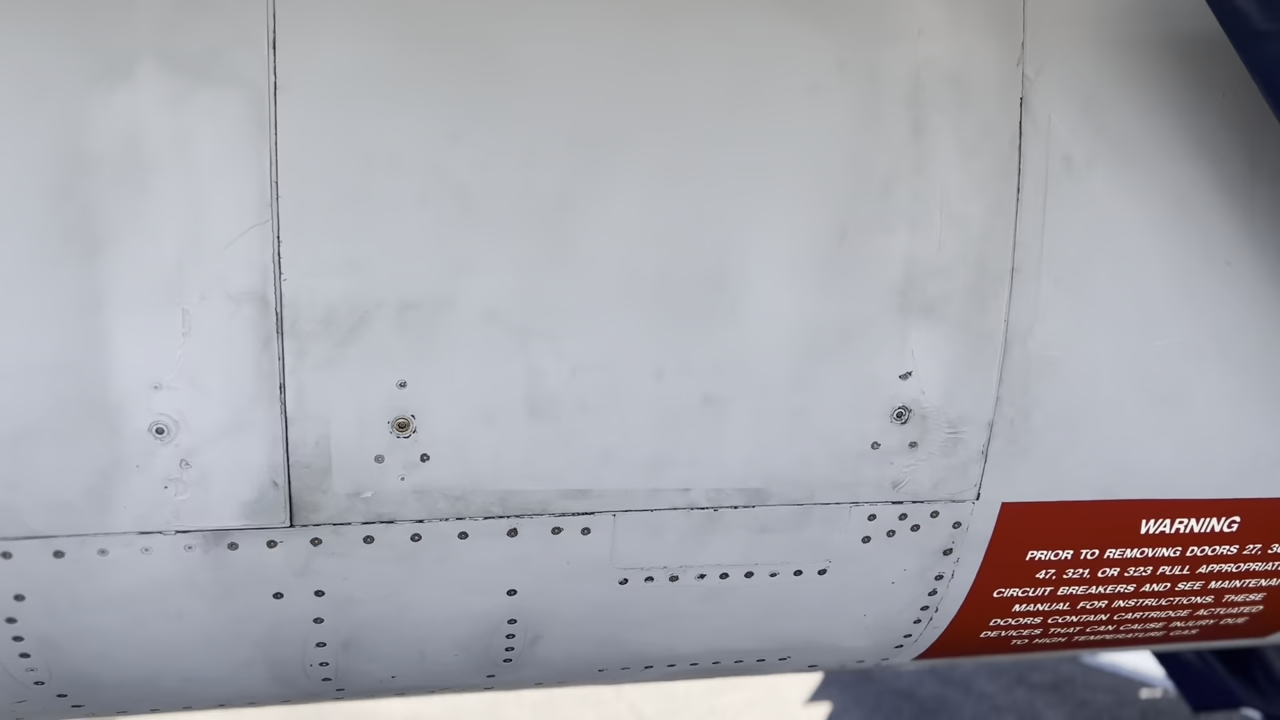 WARNING
PRIOR TO REMOVING DOORS 27,
47, 321, OR 323 PULL
CIRCUIT BREAKERS AND SEE
MANUAL FOR INSTRUCTIONS. THESE
DOORS CONTAIN CARTRIDGE ACTUATED
DEVICES THAT CAN CAUSE INJURY DUE
TO HIGH TEMPERATURE GAS